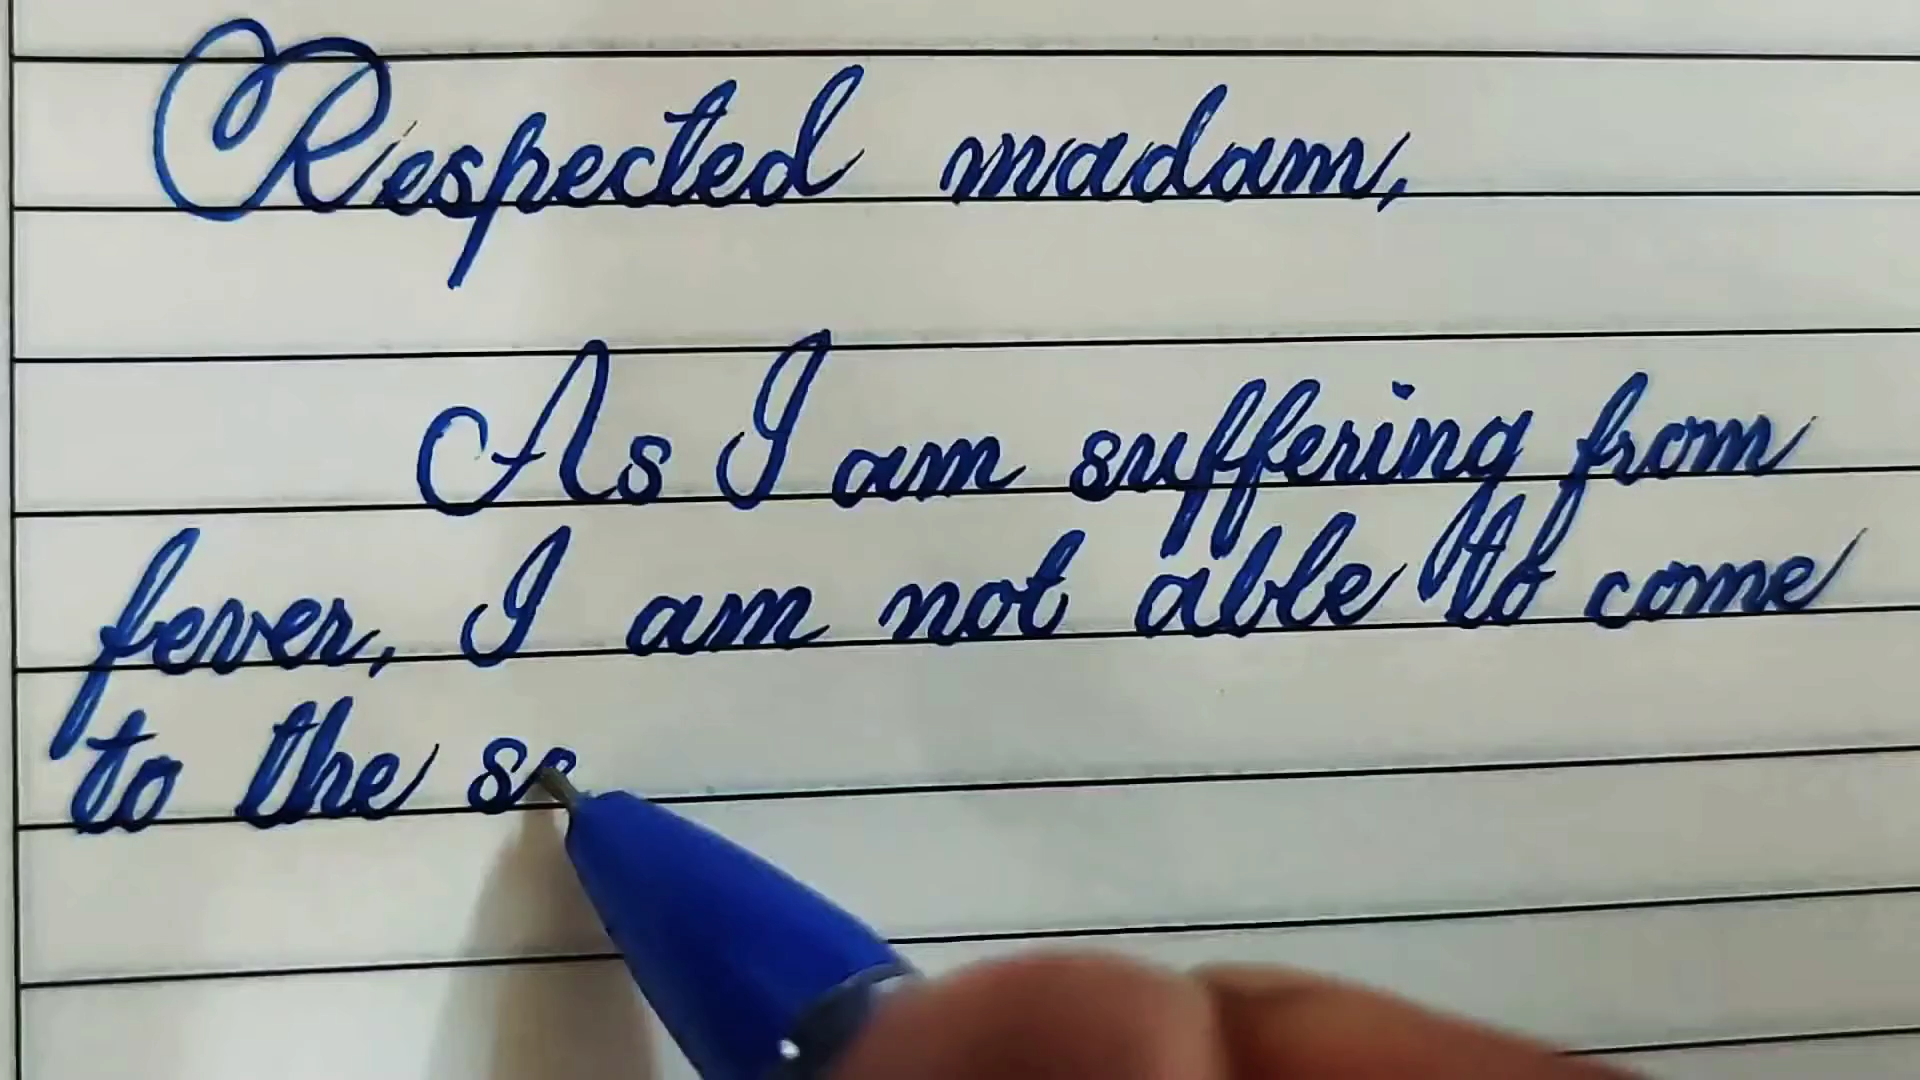 Respected madam,
As I am suffering from
fever, I am not able to come
to the